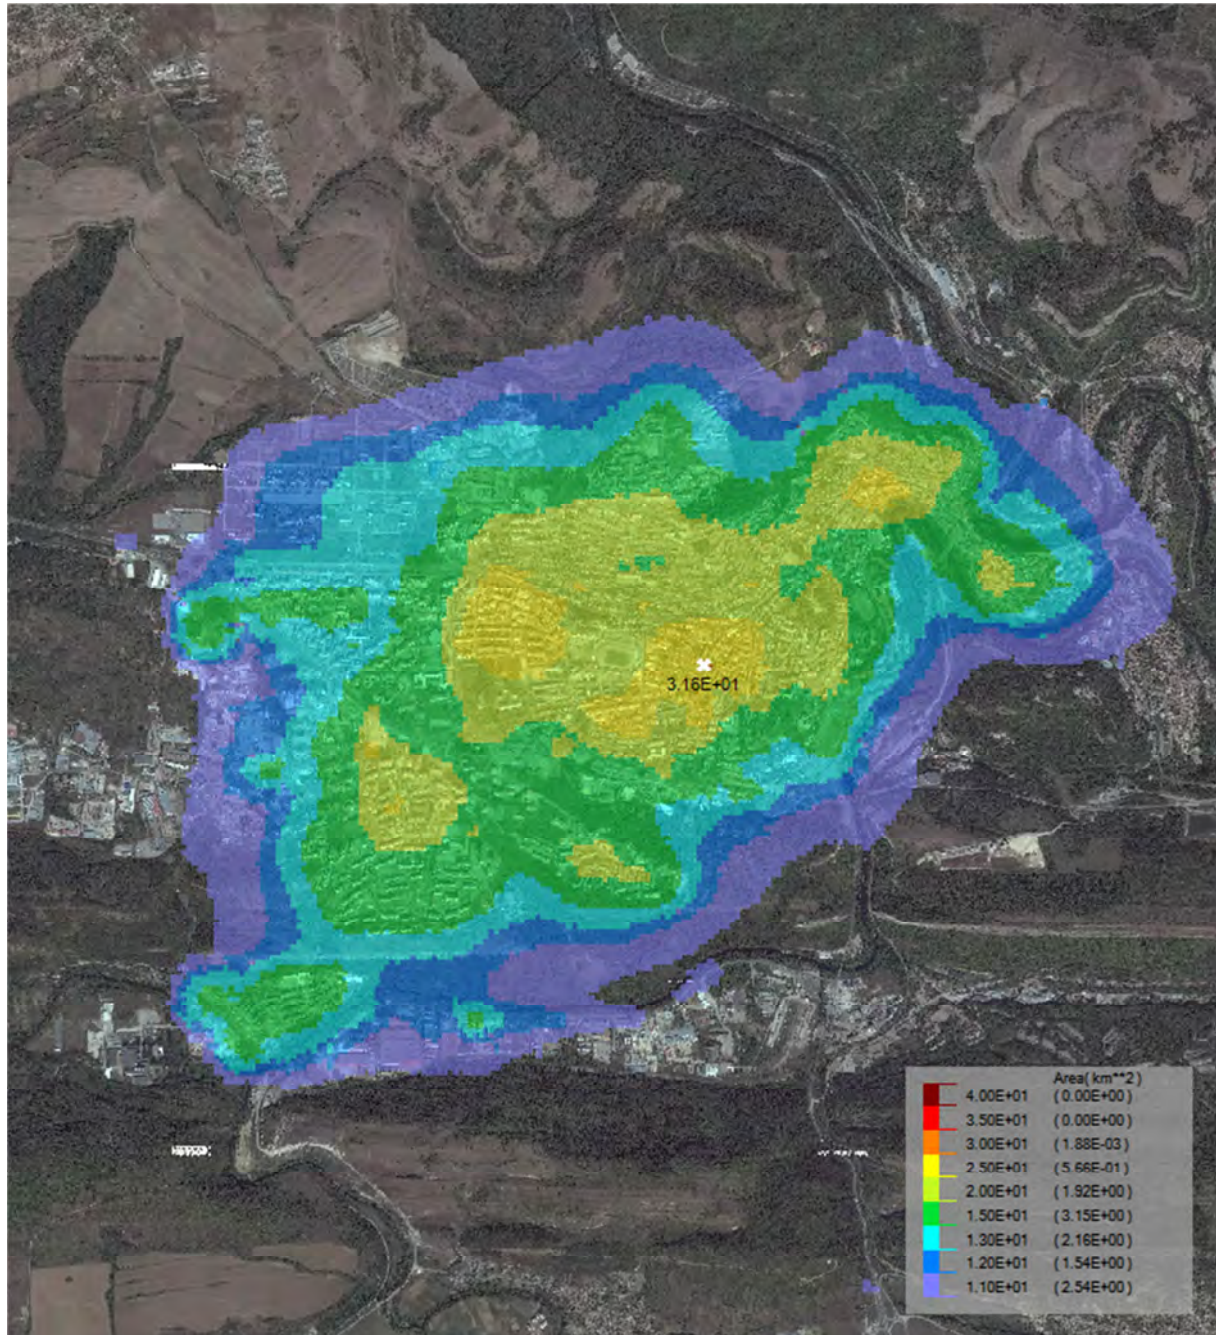 3.16E+01
Area( km**2 )
4.00E+01 ( 0.00E+00 )
3.50E+01 ( 0.00E+00 )
3.00E+01 ( 1.88E-03 )
2.50E+01 ( 5.66E-01 )
2.00E+01 ( 1.92E+00 )
1.50E+01 ( 3.15E+00 )
1.30E+01 ( 2.16E+00 )
1.20E+01 ( 1.54E+00 )
1.10E+01 ( 2.54E+00 )